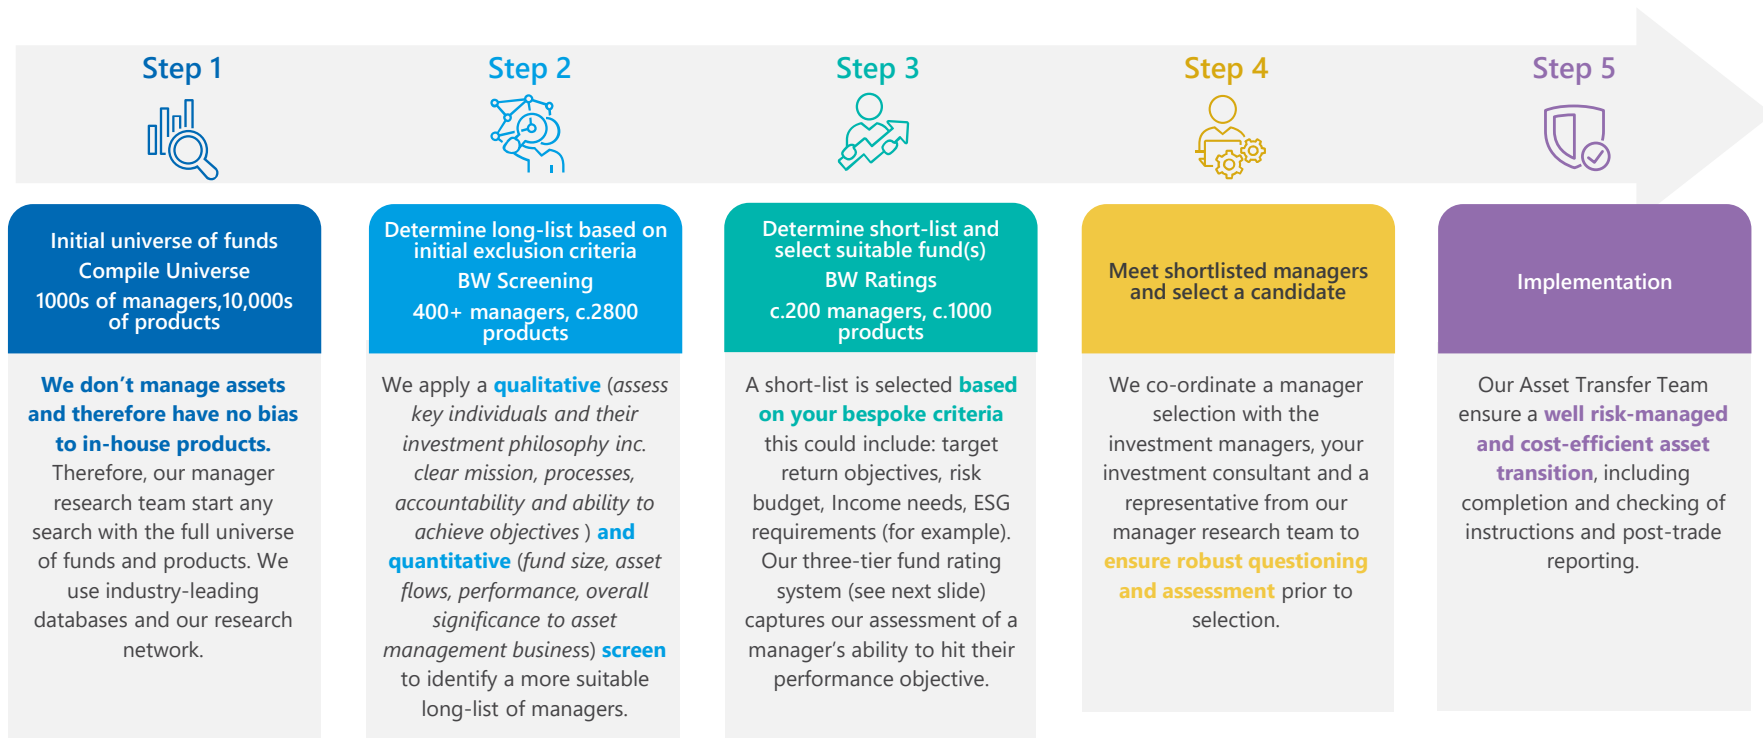 Step 1
Step 2
Step 3
Step 4
Step 5
Initial universe of funds
Compile Universe
1000s of managers,10,000s
of products
We don't manage assets
and therefore have no bias
to in-house products.
Therefore, our manager
research team start any
search with the full universe
of funds and products. We
use industry-leading
databases and our research
network.
Determine long-list based on
initial exclusion criteria
BW Screening
400+ managers, c.2800
products
We apply a qualitative (assess
key individuals and their
investment philosophy inc.
clear mission, processes,
accountability and ability to
achieve objectives ) and
quantitative (fund size, asset
flows, performance, overall
significance to asset
management business) screen
to identify a more suitable
long-list of managers.
Determine short-list and
select suitable fund(s)
BW Ratings
c.200 managers, c.1000
products
A short-list is selected based
on your bespoke criteria
this could include: target
return objectives, risk
budget, Income needs, ESG
requirements (for example).
Our three-tier fund rating
system (see next slide)
captures our assessment of a
manager's ability to hit their
performance objective.
Meet shortlisted managers
and select a candidate
We co-ordinate a manager
selection with the
investment managers, your
investment consultant and a
representative from our
manager research team to
ensure robust questioning
and assessment prior to
selection.
Implementation
Our Asset Transfer Team
ensure a well risk-managed
and cost-efficient asset
transition, including
completion and checking of
instructions and post-trade
reporting.